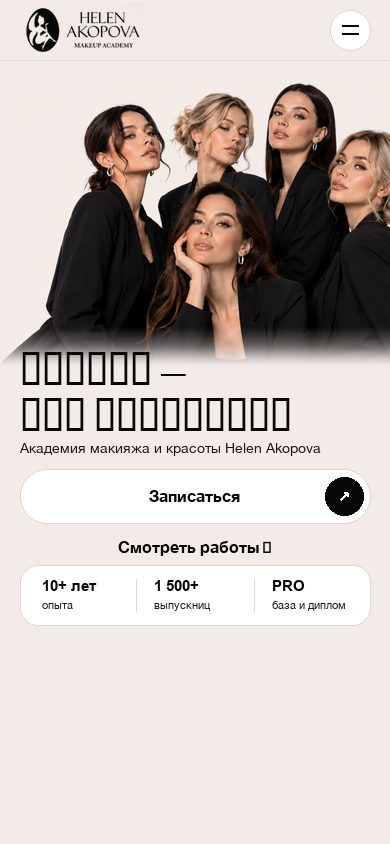 HELEN
AKOPOVA
MAKEUP ACADEMY
—
Академия макияжа и красоты Helen Akopova
Записаться ↗
Смотреть работы
10+ лет
опыта
1 500+
выпускниц
PRO
база и диплом